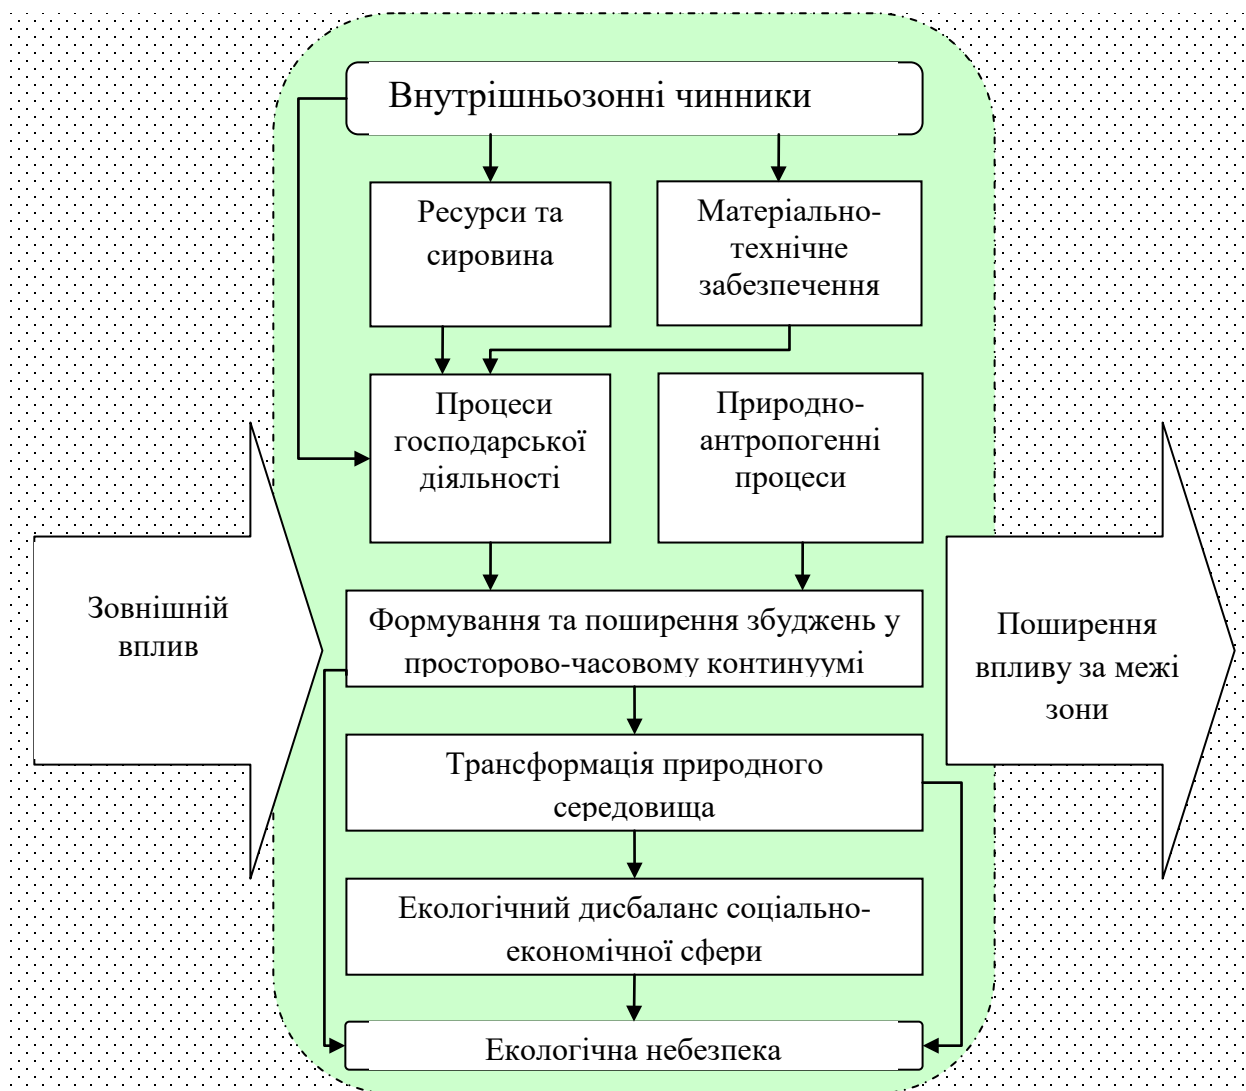 Внутрішньозонні чинники
Ресурси та
сировина
Матеріально-
технічне
забезпечення
Процеси
господарської
діяльності
Природно-
антропогенні
процеси
Зовнішній
вплив
Формування та поширення збуджень у
просторово-часовому континуумі
Поширення
впливу за межі
зони
Трансформація природного
середовища
Екологічний дисбаланс соціально-
економічної сфери
Екологічна небезпека